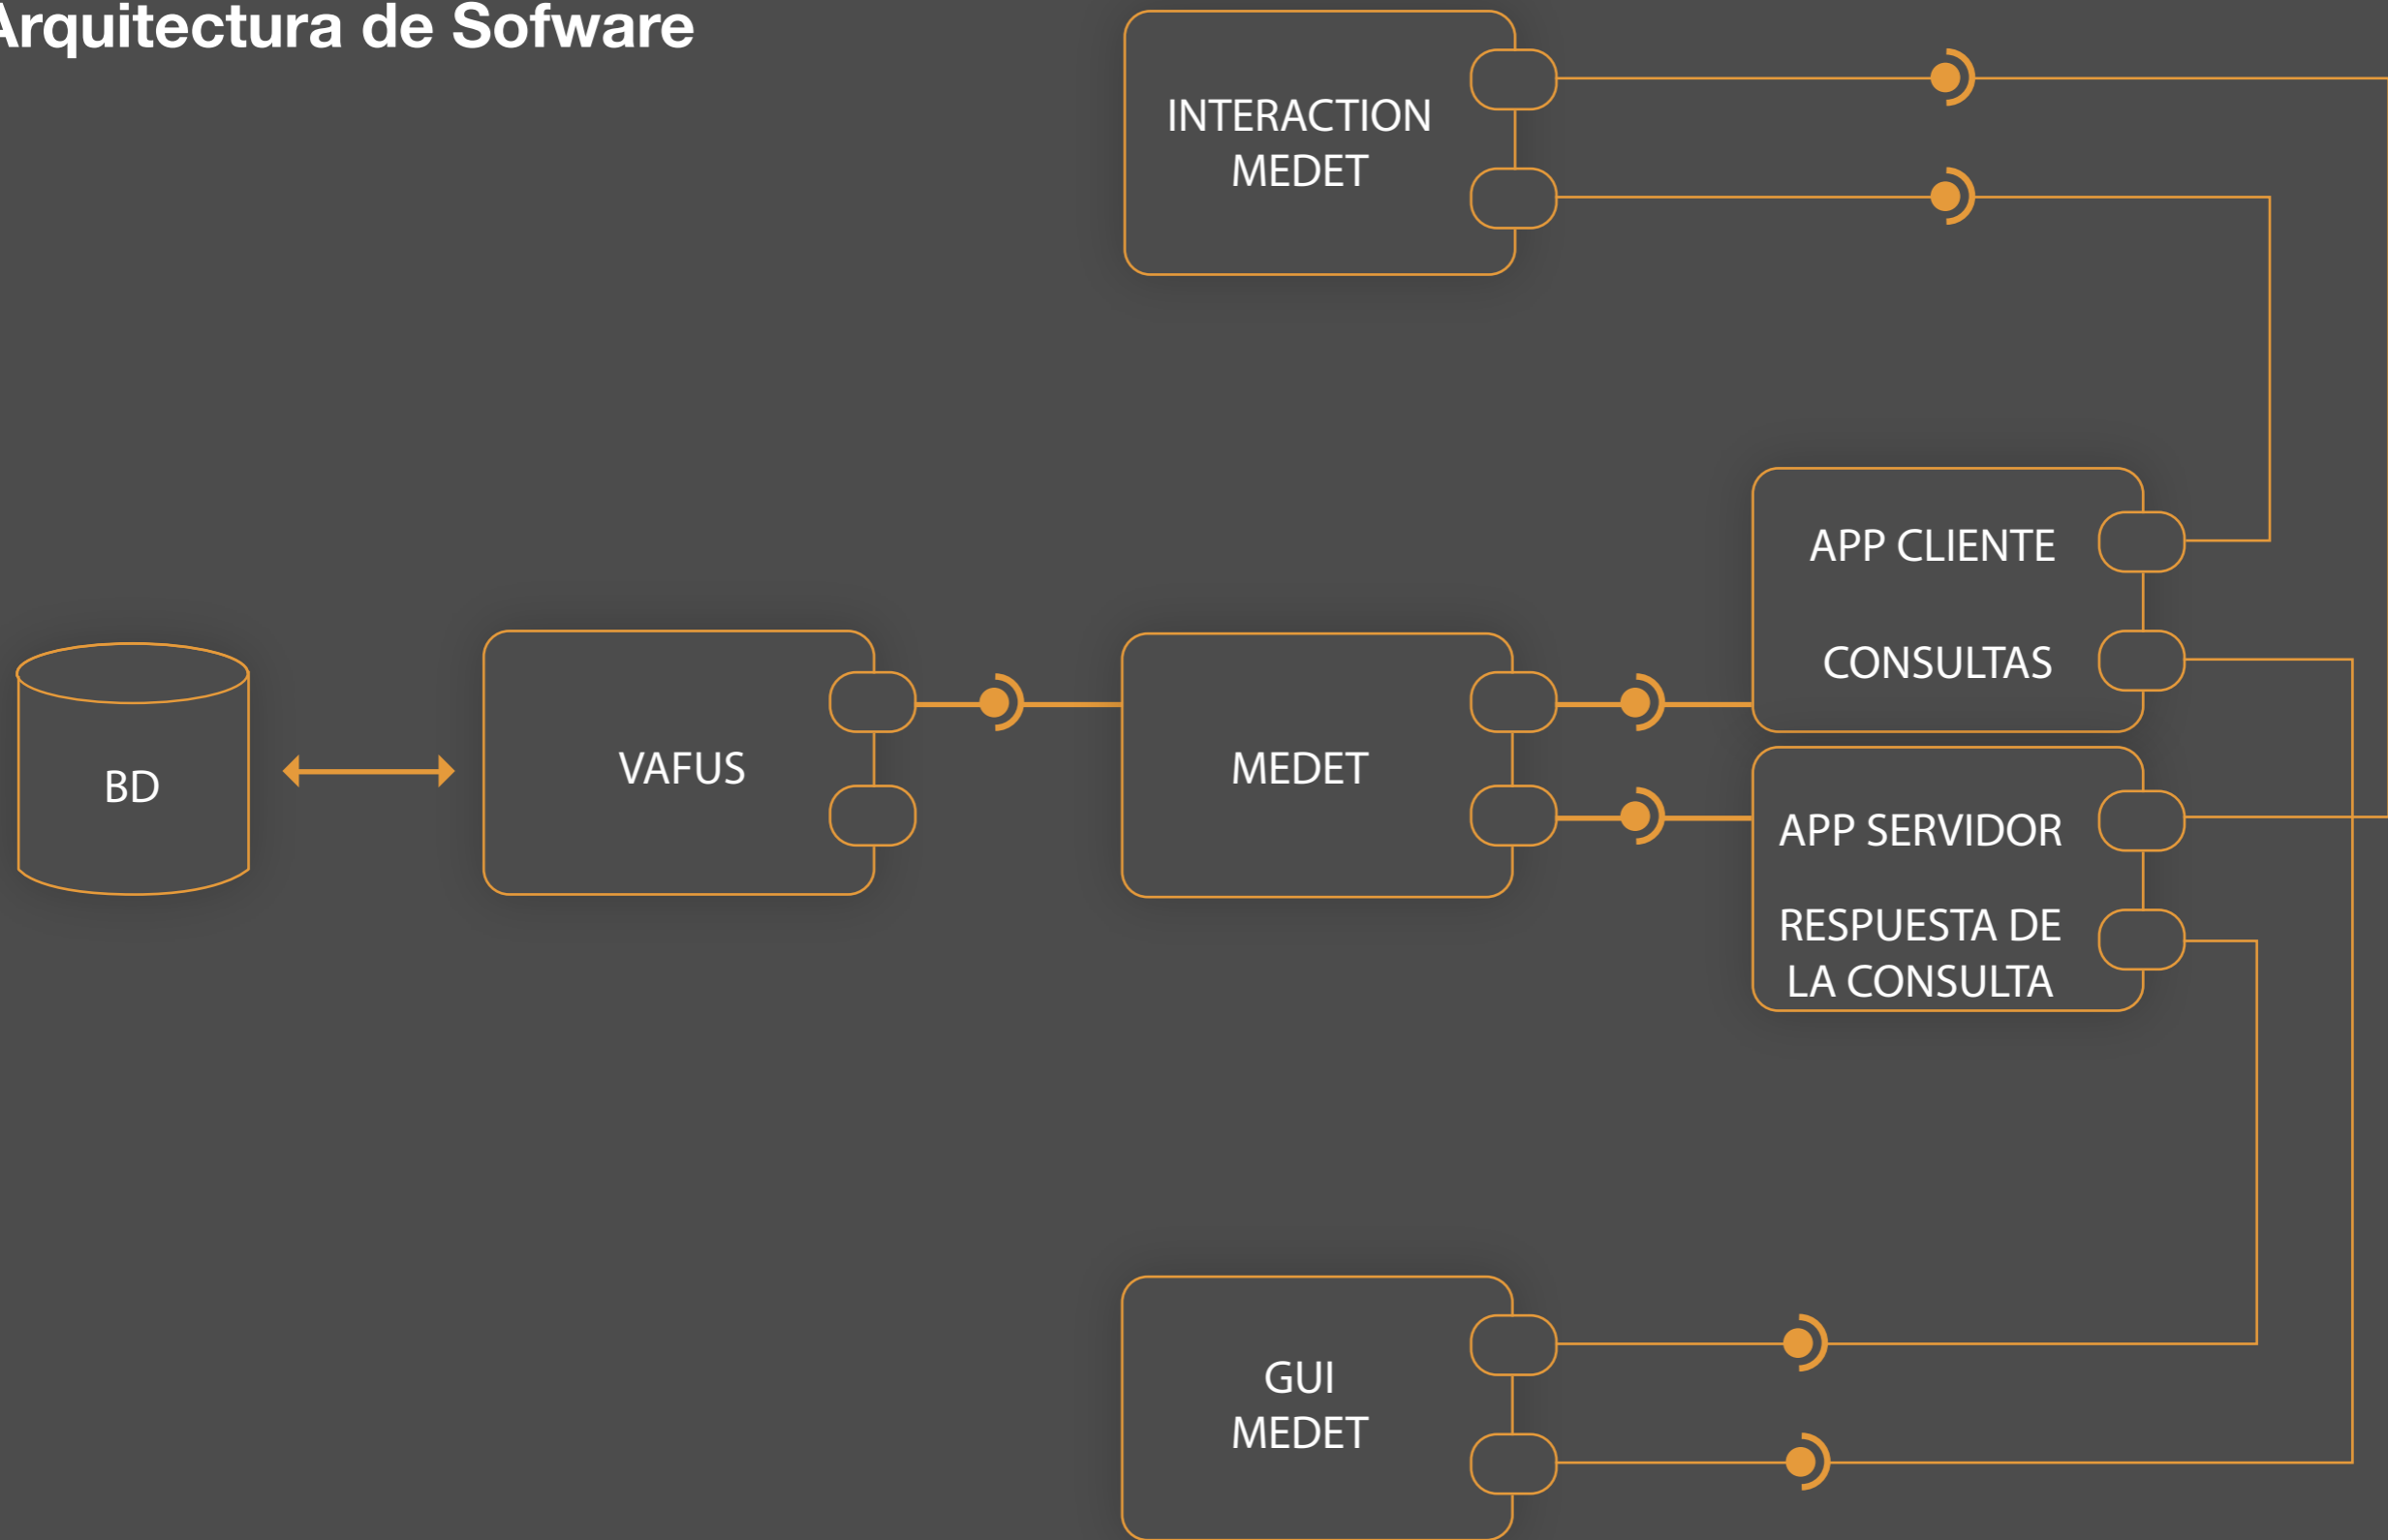 Arquitectura de Sofware
INTERACTION
MEDET
APP CLIENTE
CONSULTAS
BD
VAFUS
MEDET
APP SERVIDOR
RESPUESTA DE
LA CONSULTA
GUI
MEDET